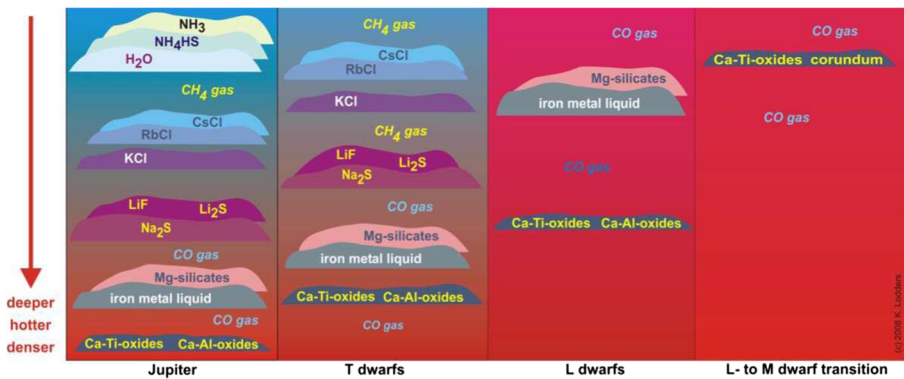 deeper
hotter
denser
NH3
NH4HS
H2O
CH4 gas
CsCl
RbCl
KCl
LiF
Li2S
Na2S
CO gas
Mg-silicates
iron metal liquid
CO gas
Ca-Ti-oxides Ca-Al-oxides
Jupiter
CH4 gas
CsCl
RbCl
KCl
CH4 gas
LiF
Li2S
Na2S
CO gas
Mg-silicates
iron metal liquid
Ca-Ti-oxides Ca-Al-oxides
CO gas
T dwarfs
CO gas
Mg-silicates
iron metal liquid
CO gas
Ca-Ti-oxides Ca-Al-oxides
L dwarfs
CO gas
Ca-Ti-oxides corundum
CO gas
L- to M dwarf transition
(c) 2008 K. Lodders